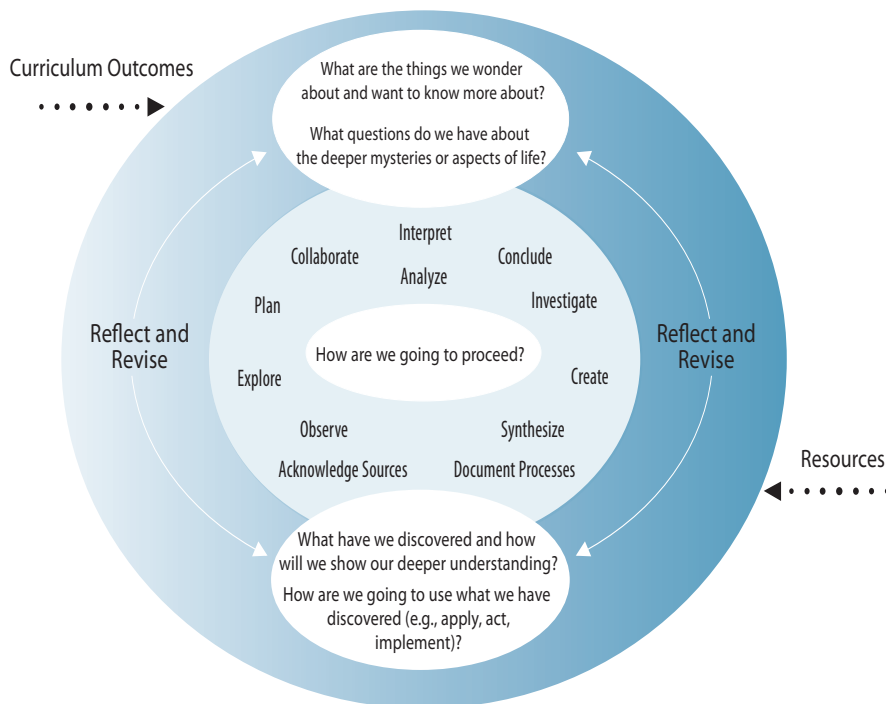 Curriculum Outcomes
What are the things we wonder
about and want to know more about?
What questions do we have about
the deeper mysteries or aspects of life?
Interpret
Collaborate
Conclude
Analyze
Plan
Investigate
Reflect and
Revise
How are we going to proceed?
Reflect and
Revise
Explore
Create
Observe
Synthesize
Acknowledge Sources
Document Processes
Resources
What have we discovered and how
will we show our deeper understanding?
How are we going to use what we have
discovered (e.g., apply, act,
implement)?